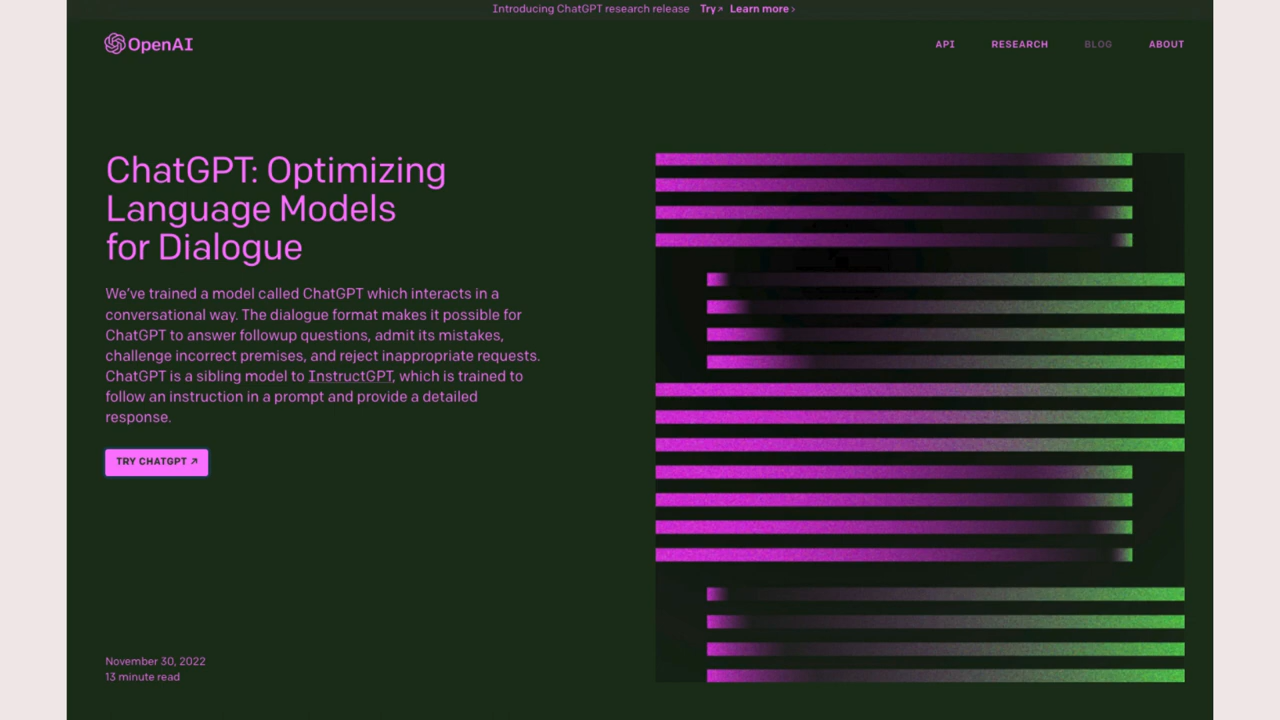 Introducing ChatGPT research release Try↗ Learn more ›
OpenAI
API RESEARCH BLOG ABOUT
ChatGPT: Optimizing
Language Models
for Dialogue
We’ve trained a model called ChatGPT which interacts in a
conversational way. The dialogue format makes it possible for
ChatGPT to answer followup questions, admit its mistakes,
challenge incorrect premises, and reject inappropriate requests.
ChatGPT is a sibling model to InstructGPT, which is trained to
follow an instruction in a prompt and provide a detailed
response.
TRY CHATGPT ↗
November 30, 2022
13 minute read